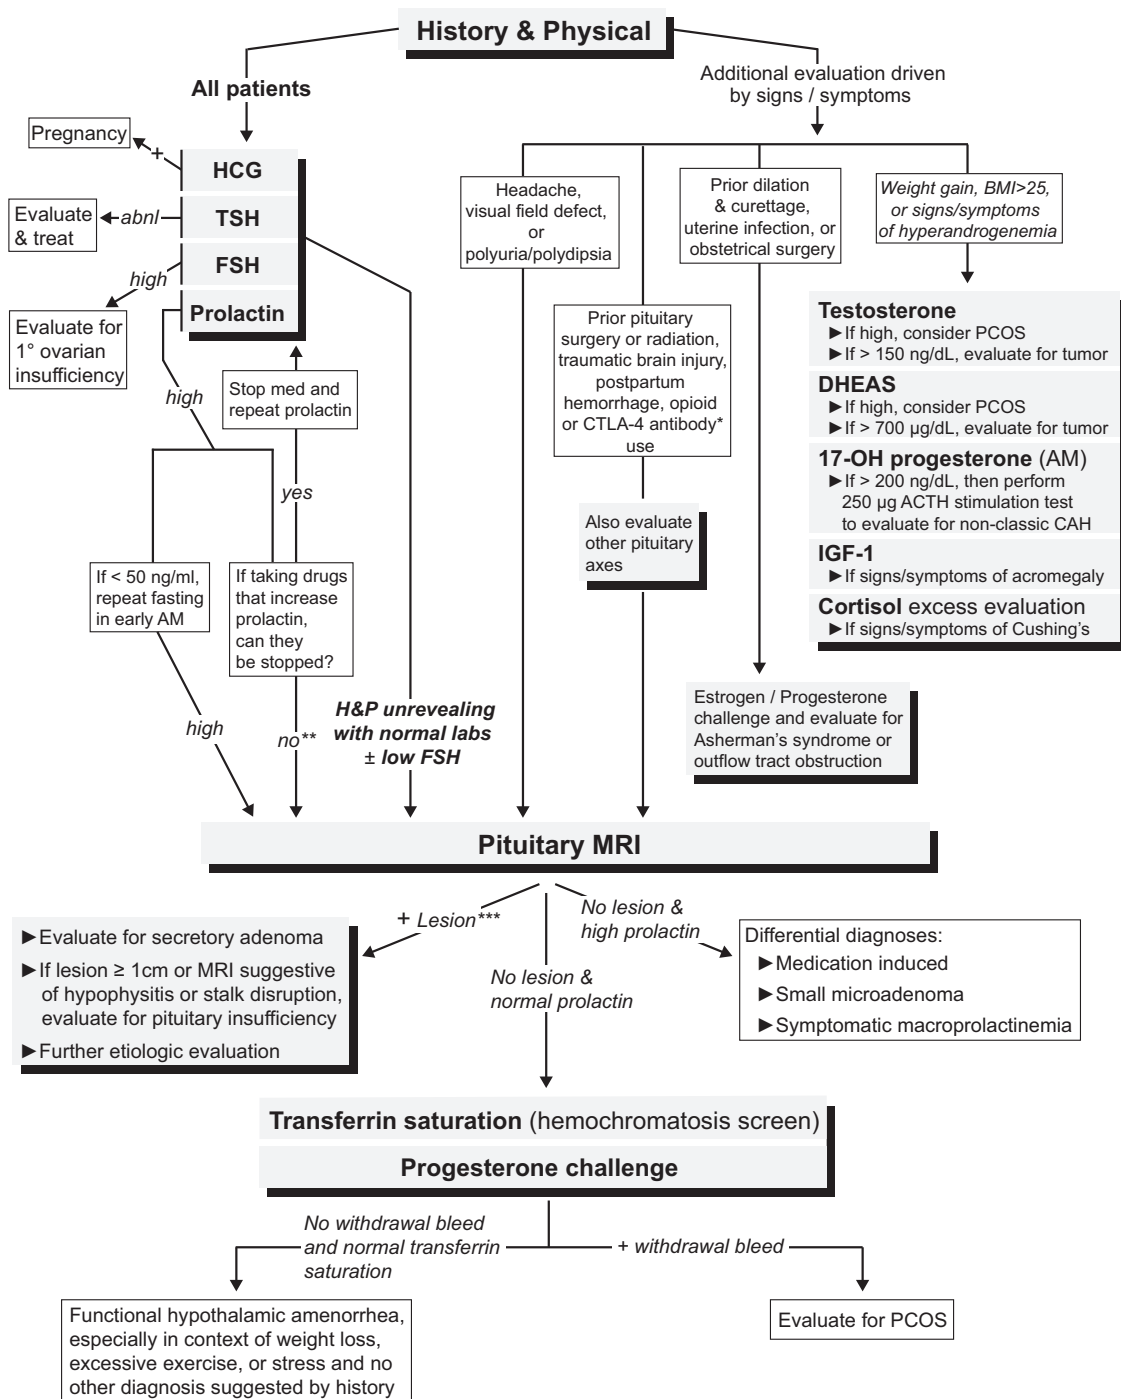 History & Physical
All patients
Additional evaluation driven
by signs / symptoms
Pregnancy
+
HCG
Evaluate
& treat
abnl
TSH
high
FSH
Prolactin
Evaluate for
1° ovarian
insufficiency
high
Stop med and
repeat prolactin
yes
If < 50 ng/ml,
repeat fasting
in early AM
If taking drugs
that increase
prolactin,
can they
be stopped?
high
no**
H&P unrevealing
with normal labs
± low FSH
Headache,
visual field defect,
or
polyuria/polydipsia
Prior pituitary
surgery or radiation,
traumatic brain injury,
postpartum
hemorrhage, opioid
or CTLA-4 antibody*
use
Also evaluate
other pituitary
axes
Prior dilation
& curettage,
uterine infection, or
obstetrical surgery
Estrogen / Progesterone
challenge and evaluate for
Asherman's syndrome or
outflow tract obstruction
Weight gain, BMI>25,
or signs/symptoms
of hyperandrogenemia
Testosterone
►If high, consider PCOS
►If > 150 ng/dL, evaluate for tumor
DHEAS
►If high, consider PCOS
►If > 700 µg/dL, evaluate for tumor
17-OH progesterone (AM)
►If > 200 ng/dL, then perform
250 µg ACTH stimulation test
to evaluate for non-classic CAH
IGF-1
►If signs/symptoms of acromegaly
Cortisol excess evaluation
►If signs/symptoms of Cushing's
Pituitary MRI
+ Lesion***
No lesion &
normal prolactin
No lesion &
high prolactin
►Evaluate for secretory adenoma
►If lesion ≥ 1cm or MRI suggestive
of hypophysitis or stalk disruption,
evaluate for pituitary insufficiency
►Further etiologic evaluation
Differential diagnoses:
►Medication induced
►Small microadenoma
►Symptomatic macroprolactinemia
Transferrin saturation (hemochromatosis screen)
Progesterone challenge
No withdrawal bleed
and normal transferrin
saturation
+ withdrawal bleed
Functional hypothalamic amenorrhea,
especially in context of weight loss,
excessive exercise, or stress and no
other diagnosis suggested by history
Evaluate for PCOS